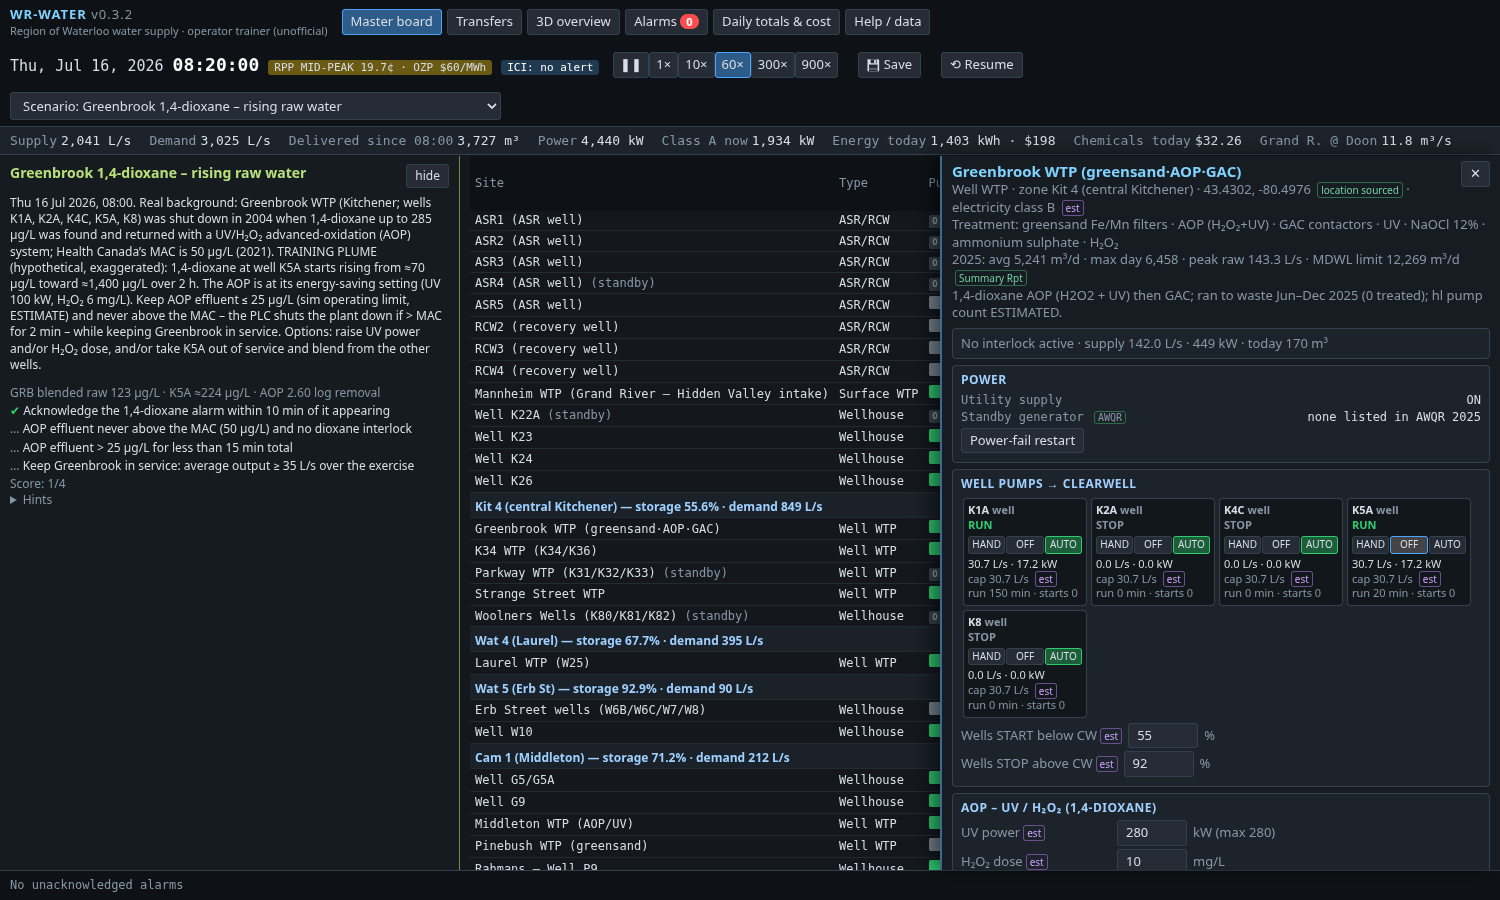 WR-WATER v0.3.2
Region of Waterloo water supply · operator trainer (unofficial)
Master board
Transfers
3D overview
Alarms 0
Daily totals & cost
Help / data
Thu, Jul 16, 2026 08:20:00 RPP MID-PEAK 19.7¢ · OZP $60/MWh ICI: no alert
❚❚ 1× 10× 60× 300× 900× 💾 Save ⟲ Resume
Scenario: Greenbrook 1,4-dioxane – rising raw water
Supply 2,041 L/s Demand 3,025 L/s Delivered since 08:00 3,727 m³ Power 4,440 kW Class A now 1,934 kW Energy today 1,403 kWh · $198 Chemicals today $32.26 Grand R. @ Doon 11.8 m³/s
Greenbrook 1,4-dioxane – rising raw water
hide
Thu 16 Jul 2026, 08:00. Real background: Greenbrook WTP (Kitchener; wells
K1A, K2A, K4C, K5A, K8) was shut down in 2004 when 1,4-dioxane up to 285
µg/L was found and returned with a UV/H₂O₂ advanced-oxidation (AOP)
system; Health Canada’s MAC is 50 µg/L (2021). TRAINING PLUME
(hypothetical, exaggerated): 1,4-dioxane at well K5A starts rising from ≈70
µg/L toward ≈1,400 µg/L over 2 h. The AOP is at its energy-saving setting (UV
100 kW, H₂O₂ 6 mg/L). Keep AOP effluent ≤ 25 µg/L (sim operating limit,
ESTIMATE) and never above the MAC – the PLC shuts the plant down if > MAC
for 2 min – while keeping Greenbrook in service. Options: raise UV power
and/or H₂O₂ dose, and/or take K5A out of service and blend from the other
wells.
GRB blended raw 123 µg/L · K5A ≈224 µg/L · AOP 2.60 log removal
✔ Acknowledge the 1,4-dioxane alarm within 10 min of it appearing
... AOP effluent never above the MAC (50 µg/L) and no dioxane interlock
... AOP effluent > 25 µg/L for less than 15 min total
... Keep Greenbrook in service: average output ≥ 35 L/s over the exercise
Score: 1/4
▶ Hints
Site Type Pu
ASR1 (ASR well) ASR/RCW 0
ASR2 (ASR well) ASR/RCW 0
ASR3 (ASR well) ASR/RCW 0
ASR4 (ASR well) (standby) ASR/RCW 0
ASR5 (ASR well) ASR/RCW
RCW2 (recovery well) ASR/RCW
RCW3 (recovery well) ASR/RCW
RCW4 (recovery well) ASR/RCW
Mannheim WTP (Grand River – Hidden Valley intake) Surface WTP
Well K22A (standby) Wellhouse 0
Well K23 Wellhouse
Well K24 Wellhouse
Well K26 Wellhouse
Kit 4 (central Kitchener) — storage 55.6% · demand 849 L/s
Greenbrook WTP (greensand·AOP·GAC) Well WTP
K34 WTP (K34/K36) Well WTP
Parkway WTP (K31/K32/K33) (standby) Well WTP 0
Strange Street WTP Well WTP
Woolners Wells (K80/K81/K82) (standby) Wellhouse 0
Wat 4 (Laurel) — storage 67.7% · demand 395 L/s
Laurel WTP (W25) Well WTP
Wat 5 (Erb St) — storage 92.9% · demand 90 L/s
Erb Street wells (W6B/W6C/W7/W8) Wellhouse
Well W10 Wellhouse
Cam 1 (Middleton) — storage 71.2% · demand 212 L/s
Well G5/G5A Wellhouse
Well G9 Wellhouse
Middleton WTP (AOP/UV) Well WTP
Pinebush WTP (greensand) Well WTP
Rahmans – Well P9 Wellhouse
Greenbrook WTP (greensand·AOP·GAC)
✕
Well WTP · zone Kit 4 (central Kitchener) · 43.4302, -80.4976 location sourced ·
electricity class B est
Treatment: greensand Fe/Mn filters · AOP (H₂O₂+UV) · GAC contactors · UV · NaOCl 12% ·
ammonium sulphate · H₂O₂
2025: avg 5,241 m³/d · max day 6,458 · peak raw 143.3 L/s · MDWL limit 12,269 m³/d
Summary Rpt
1,4-dioxane AOP (H2O2 + UV) then GAC; ran to waste Jun–Dec 2025 (0 treated); hl pump
count ESTIMATED.
No interlock active · supply 142.0 L/s · 449 kW · today 170 m³
POWER
Utility supply ON
Standby generator AWQR none listed in AWQR 2025
Power-fail restart
WELL PUMPS → CLEARWELL
K1A well K2A well K4C well K5A well
RUN STOP STOP RUN
HAND OFF AUTO HAND OFF AUTO HAND OFF AUTO HAND OFF AUTO
30.7 L/s · 17.2 kW 0.0 L/s · 0.0 kW 0.0 L/s · 0.0 kW 30.7 L/s · 17.2 kW
cap 30.7 L/s est cap 30.7 L/s est cap 30.7 L/s est cap 30.7 L/s est
run 150 min · starts 0 run 0 min · starts 0 run 0 min · starts 0 run 20 min · starts 0
K8 well
STOP
HAND OFF AUTO
0.0 L/s · 0.0 kW
cap 30.7 L/s est
run 0 min · starts 0
Wells START below CW est 55 %
Wells STOP above CW est 92 %
AOP – UV / H₂O₂ (1,4-DIOXANE)
UV power est 280 kW (max 280)
H₂O₂ dose est 10 mg/L
No unacknowledged alarms